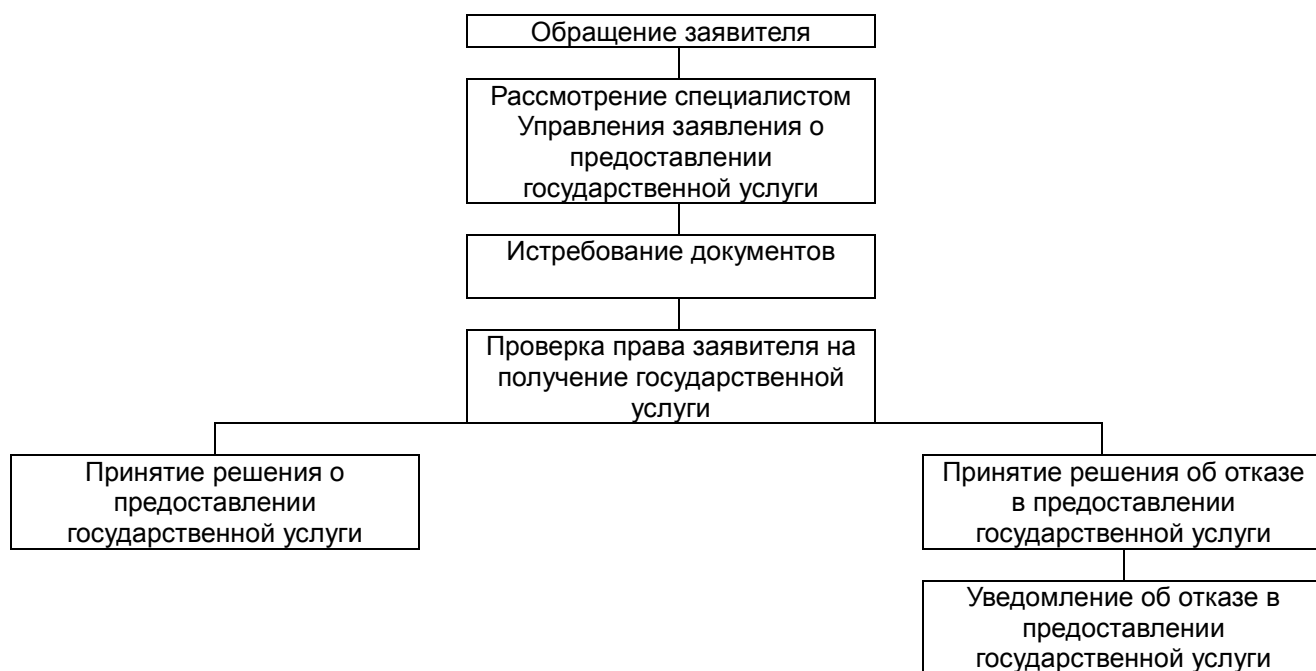 Обращение заявителя
Рассмотрение специалистом
Управления заявления о
предоставлении
государственной услуги
Истребование документов
Проверка права заявителя на
получение государственной
услуги
Принятие решения о
предоставлении
государственной услуги
Принятие решения об отказе
в предоставлении
государственной услуги
Уведомление об отказе в
предоставлении
государственной услуги